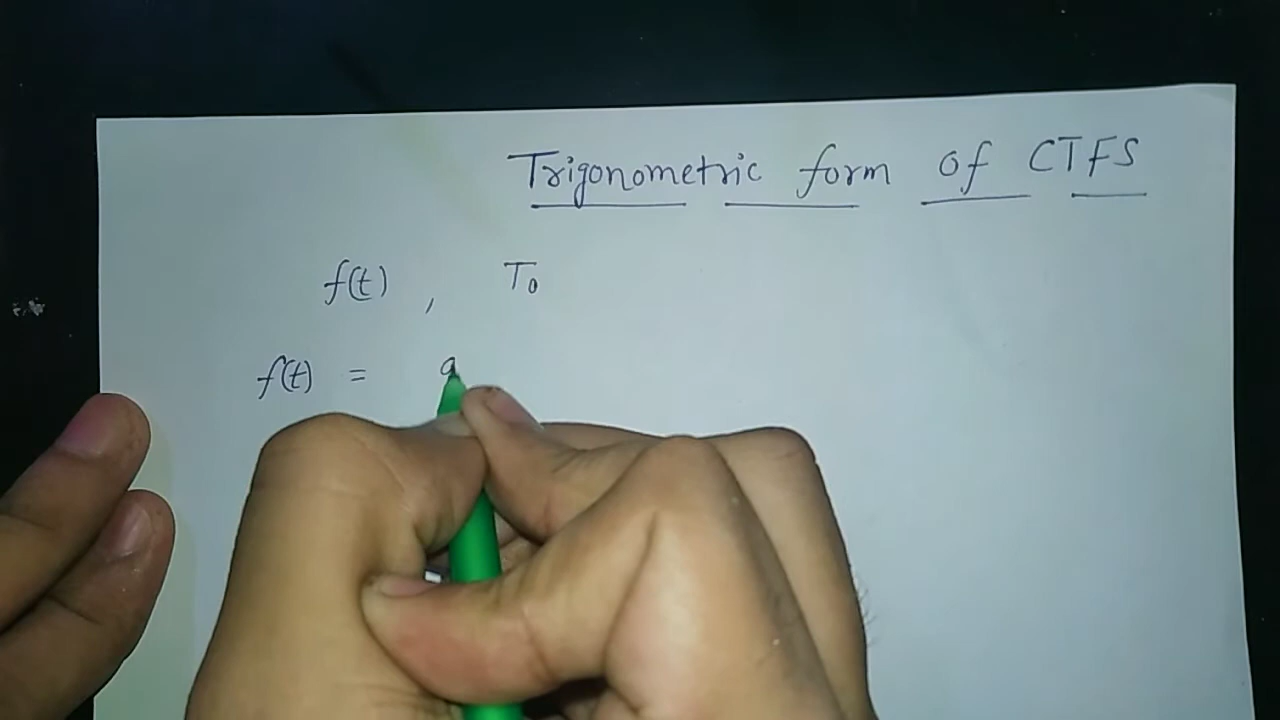 Trigonometric form of CTFS
f(t) , T0
f(t) = a